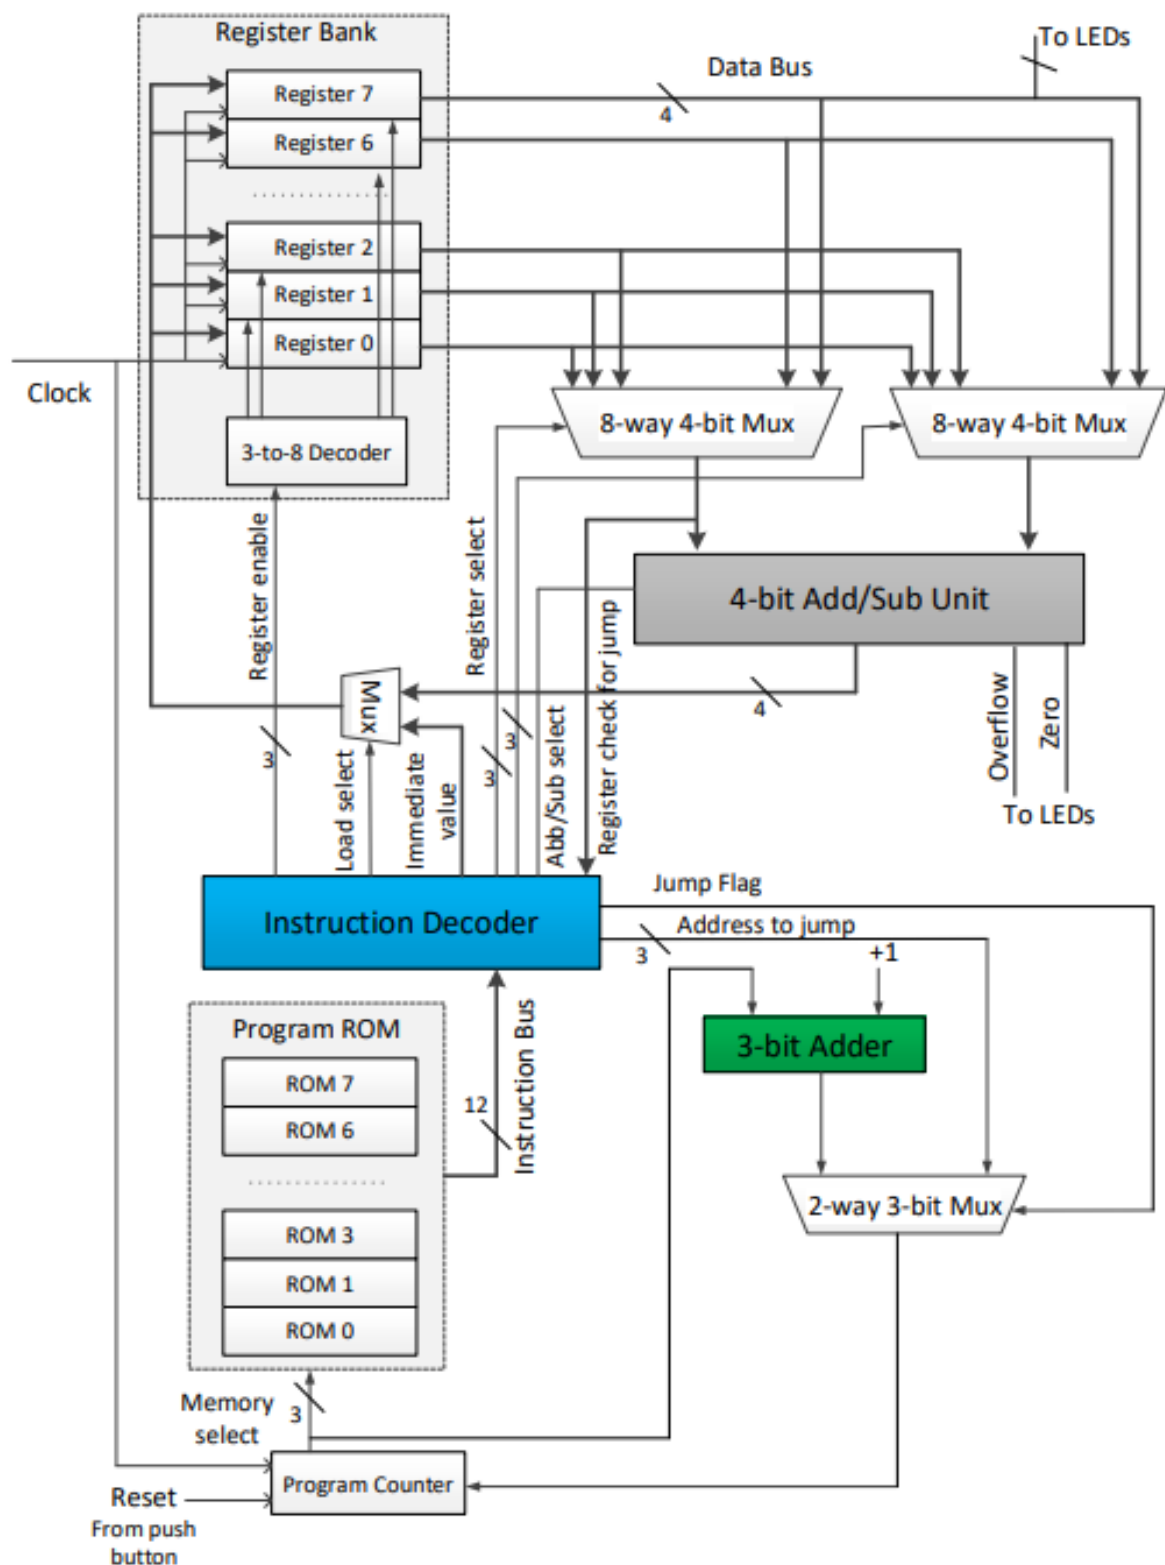 Register Bank
To LEDs
Data Bus
Register 7
4
Register 6
Register 2
Register 1
Register 0
Clock
8-way 4-bit Mux
8-way 4-bit Mux
3-to-8 Decoder
Register enable
Register select
4-bit Add/Sub Unit
Register check for jump
Mux
4
3
3
3
Overflow
Zero
Load select
Immediate
value
Abb/Sub select
To LEDs
Jump Flag
Instruction Decoder
Address to jump
3
+1
Program ROM
Instruction Bus
3-bit Adder
ROM 7
12
ROM 6
2-way 3-bit Mux
ROM 3
ROM 1
ROM 0
Memory
select
3
Program Counter
Reset
From push
button